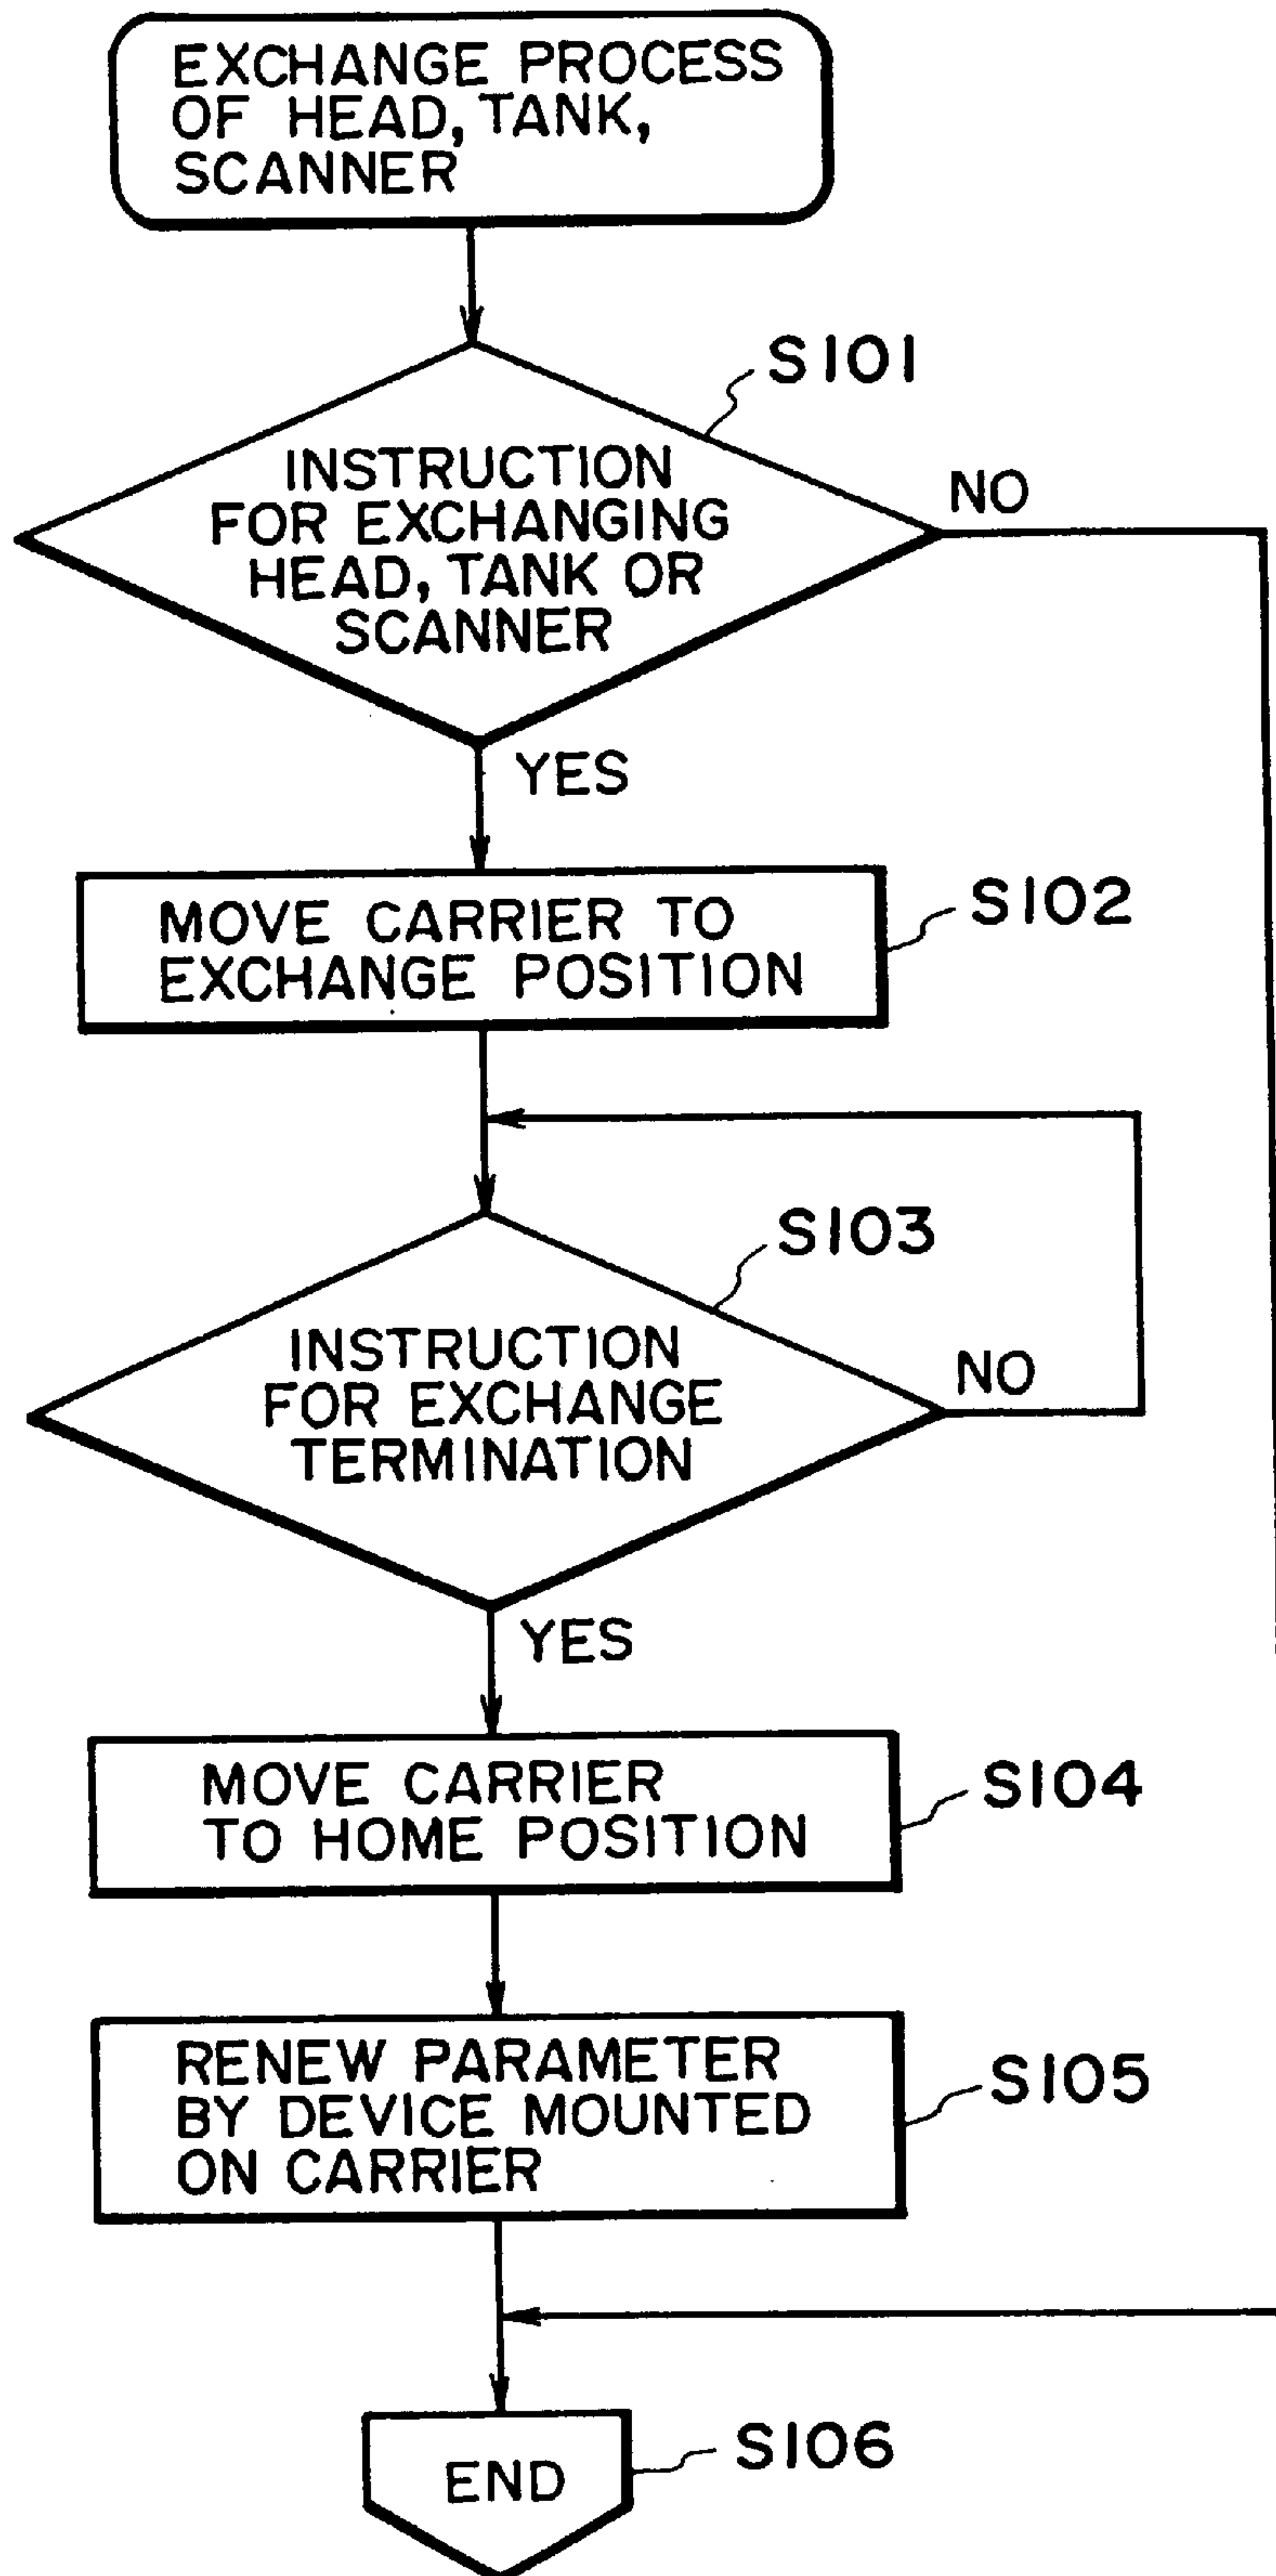 EXCHANGE PROCESS
OF HEAD, TANK,
SCANNER
S101
INSTRUCTION
FOR EXCHANGING
HEAD, TANK OR
SCANNER
NO
YES
MOVE CARRIER TO
EXCHANGE POSITION
S102
S103
INSTRUCTION
FOR EXCHANGE
TERMINATION
NO
YES
MOVE CARRIER
TO HOME POSITION
S104
RENEW PARAMETER
BY DEVICE MOUNTED
ON CARRIER
S105
END
S106